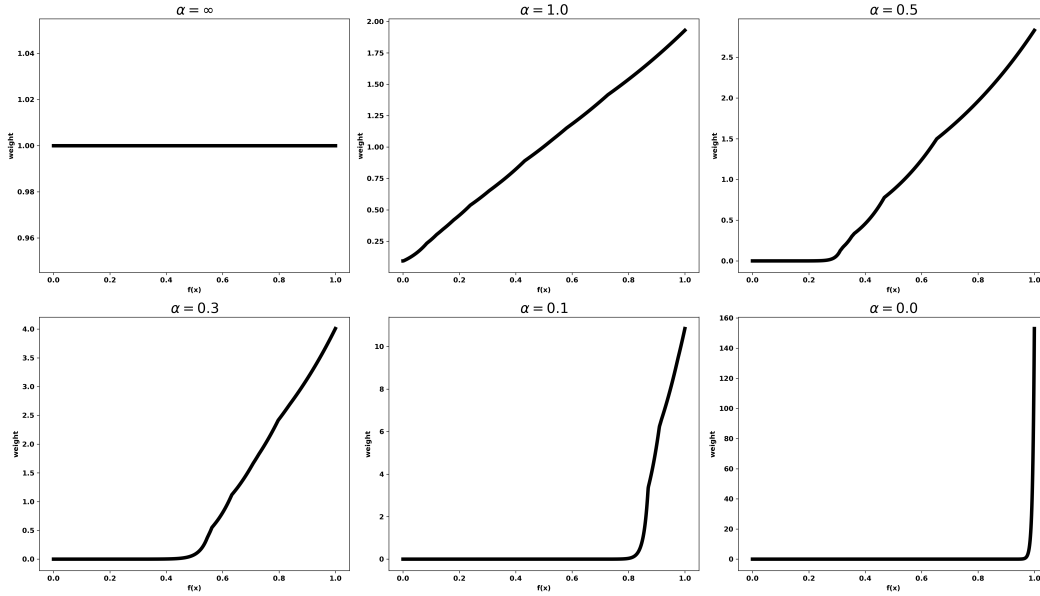 α = ∞
1.04
1.02
1.00
0.98
0.96
weight
0.0 0.2 0.4 0.6 0.8 1.0
f(x)
α = 1.0
2.00
1.75
1.50
1.25
1.00
0.75
0.50
0.25
weight
0.0 0.2 0.4 0.6 0.8 1.0
f(x)
α = 0.5
2.5
2.0
1.5
1.0
0.5
0.0
weight
0.0 0.2 0.4 0.6 0.8 1.0
f(x)
α = 0.3
4.0
3.5
3.0
2.5
2.0
1.5
1.0
0.5
0.0
weight
0.0 0.2 0.4 0.6 0.8 1.0
f(x)
α = 0.1
10
8
6
4
2
0
weight
0.0 0.2 0.4 0.6 0.8 1.0
f(x)
α = 0.0
160
140
120
100
80
60
40
20
0
weight
0.0 0.2 0.4 0.6 0.8 1.0
f(x)